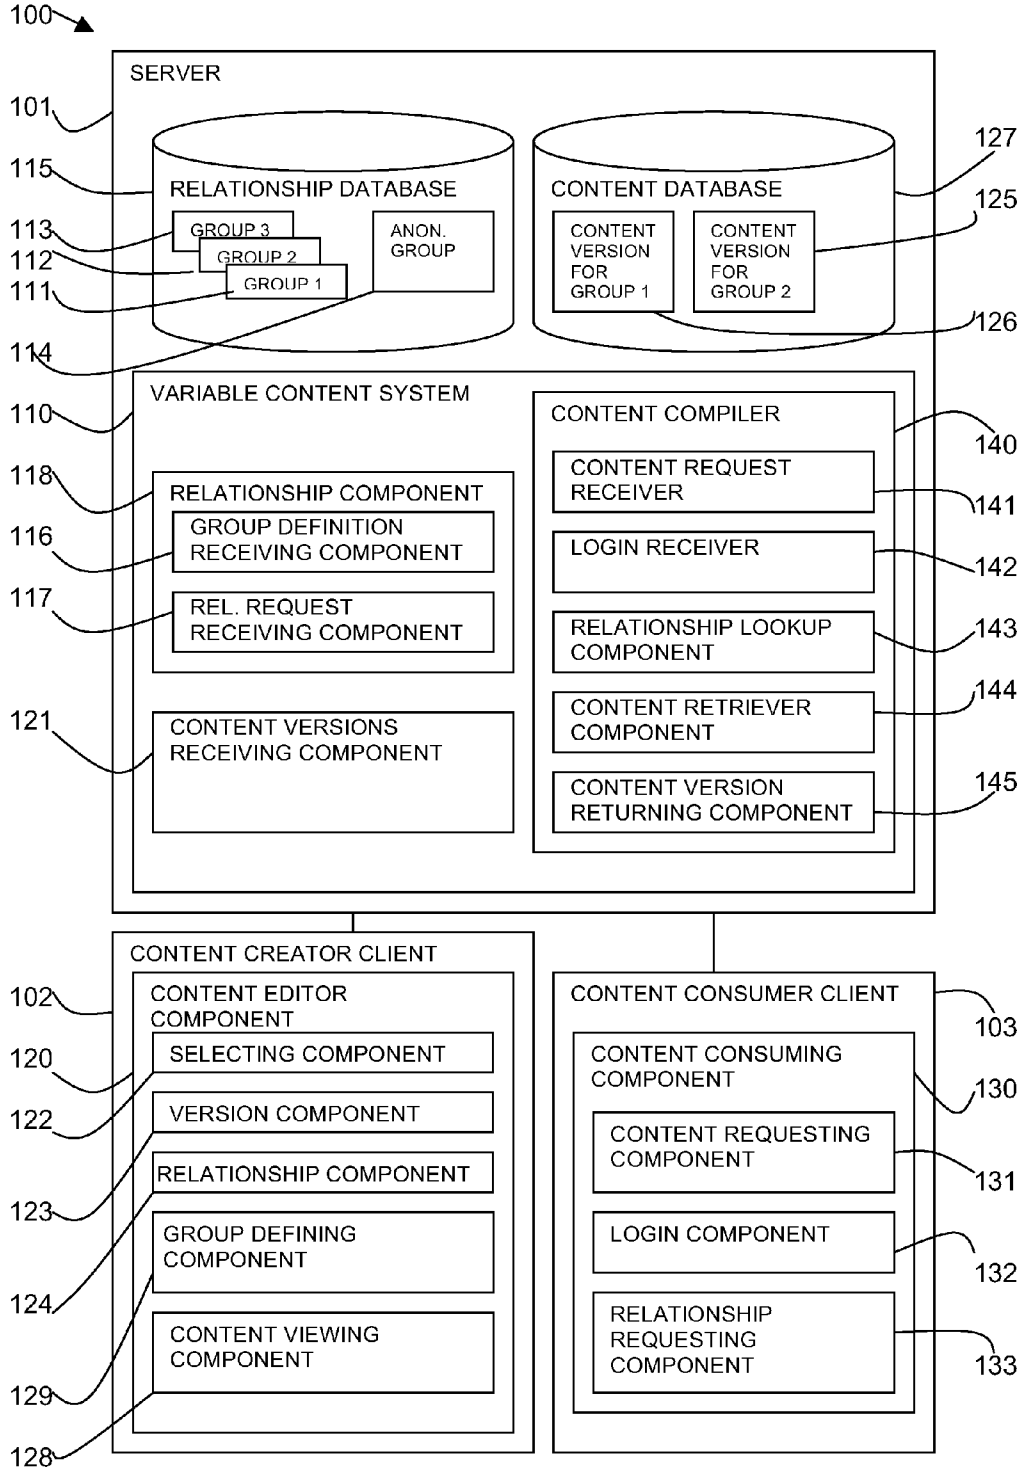 100
SERVER
101
115
113
112
111
114
RELATIONSHIP DATABASE
GROUP 3
GROUP 2
GROUP 1
ANON.
GROUP
CONTENT DATABASE
CONTENT
VERSION
FOR
GROUP 1
CONTENT
VERSION
FOR
GROUP 2
127
125
126
110
VARIABLE CONTENT SYSTEM
118
RELATIONSHIP COMPONENT
116
GROUP DEFINITION
RECEIVING COMPONENT
117
REL. REQUEST
RECEIVING COMPONENT
121
CONTENT VERSIONS
RECEIVING COMPONENT
CONTENT COMPILER
140
CONTENT REQUEST
RECEIVER
141
LOGIN RECEIVER
142
RELATIONSHIP LOOKUP
COMPONENT
143
CONTENT RETRIEVER
COMPONENT
144
CONTENT VERSION
RETURNING COMPONENT
145
CONTENT CREATOR CLIENT
102
CONTENT EDITOR
COMPONENT
120
SELECTING COMPONENT
122
VERSION COMPONENT
123
RELATIONSHIP COMPONENT
124
GROUP DEFINING
COMPONENT
129
CONTENT VIEWING
COMPONENT
128
CONTENT CONSUMER CLIENT
103
CONTENT CONSUMING
COMPONENT
130
CONTENT REQUESTING
COMPONENT
131
LOGIN COMPONENT
132
RELATIONSHIP
REQUESTING
COMPONENT
133